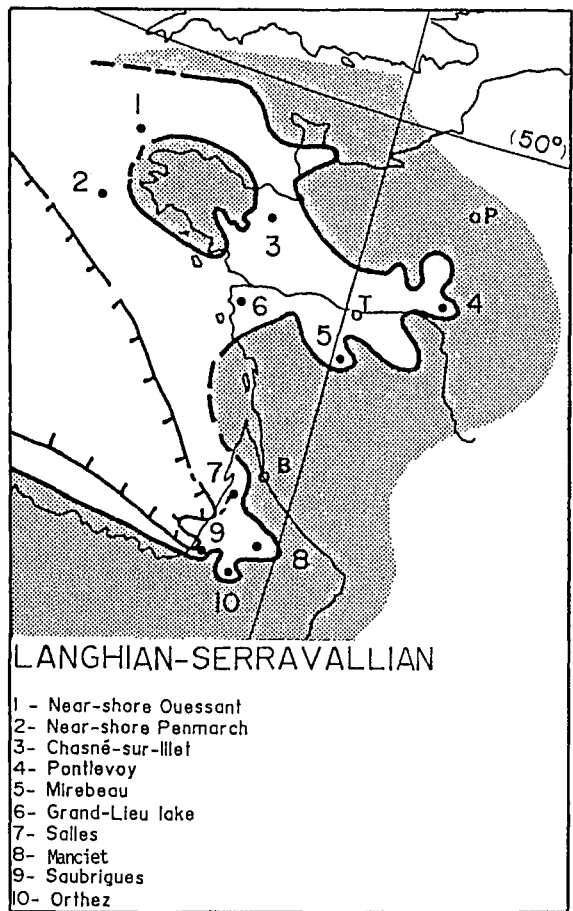 (50°)
1
2
P
3
4
T
6
5
B
7
9
8
10
LANGHIAN-SERRAVALLIAN
1 - Near-shore Ouessant
2- Near-shore Penmarch
3- Chasné-sur-Illet
4- Pontlevoy
5- Mirebeau
6- Grand-Lieu lake
7- Salles
8- Manciet
9- Saubrigues
10- Orthez